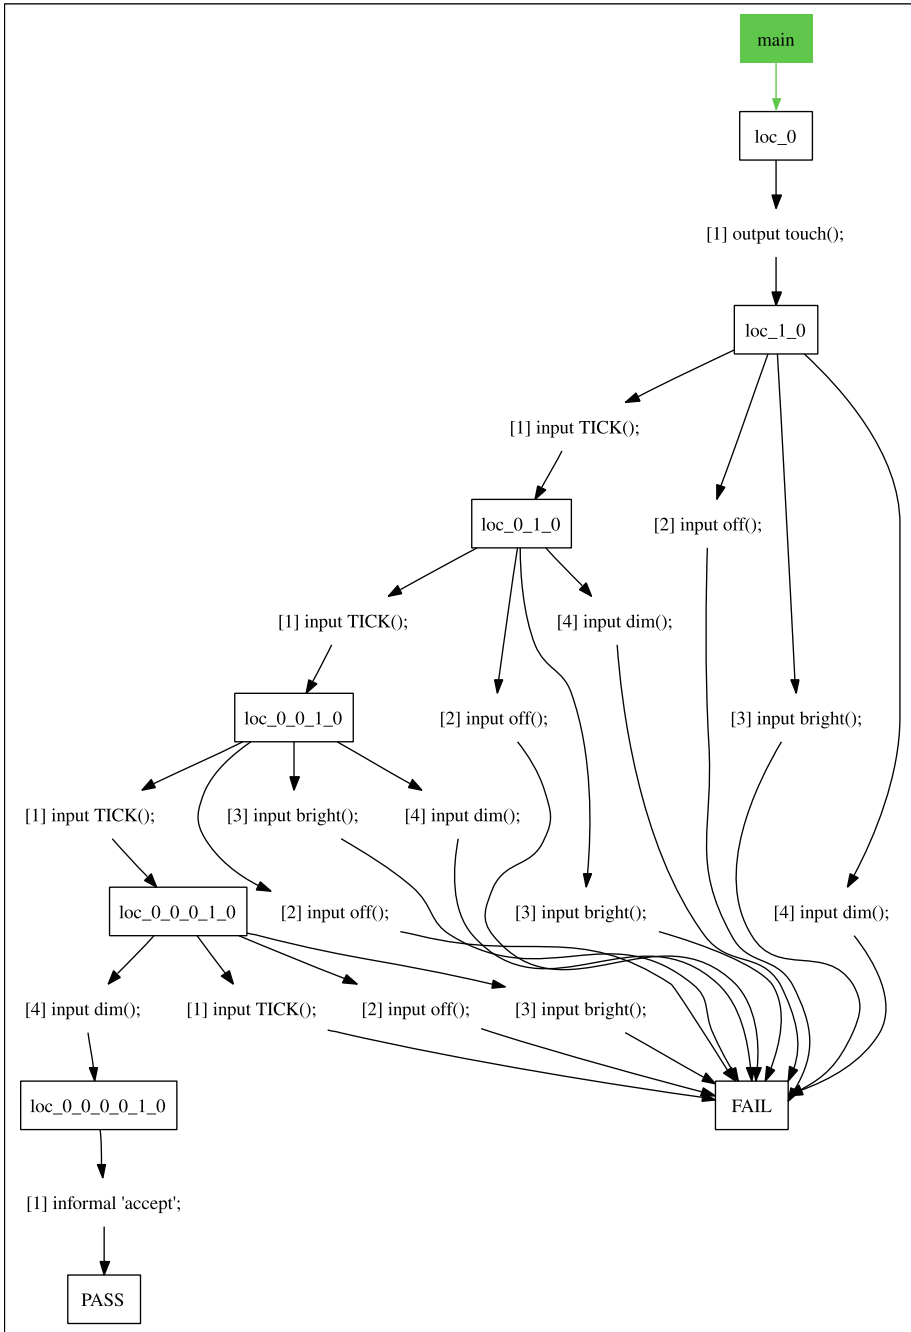 main
loc_0
[1] output touch();
loc_1_0
[1] input TICK();
loc_0_1_0
[2] input off();
[1] input TICK();
[4] input dim();
loc_0_0_1_0
[2] input off();
[3] input bright();
[1] input TICK();
[3] input bright();
[4] input dim();
loc_0_0_0_1_0
[2] input off();
[3] input bright();
[4] input dim();
[4] input dim();
[1] input TICK();
[2] input off();
[3] input bright();
loc_0_0_0_0_1_0
FAIL
[1] informal 'accept';
PASS